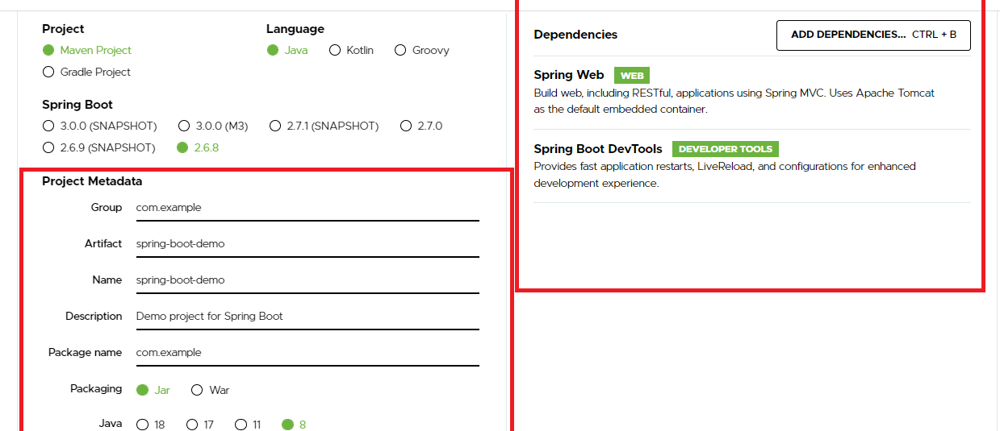 Project
Maven Project
Gradle Project
Language
Java Kotlin Groovy
Spring Boot
3.0.0 (SNAPSHOT) 3.0.0 (M3) 2.7.1 (SNAPSHOT) 2.7.0
2.6.9 (SNAPSHOT) 2.6.8
Project Metadata
Group com.example
Artifact spring-boot-demo
Name spring-boot-demo
Description Demo project for Spring Boot
Package name com.example
Packaging Jar War
Java 18 17 11 8
Dependencies ADD DEPENDENCIES... CTRL + B
Spring Web WEB
Build web, including RESTful, applications using Spring MVC. Uses Apache Tomcat
as the default embedded container.
Spring Boot DevTools DEVELOPER TOOLS
Provides fast application restarts, LiveReload, and configurations for enhanced
development experience.